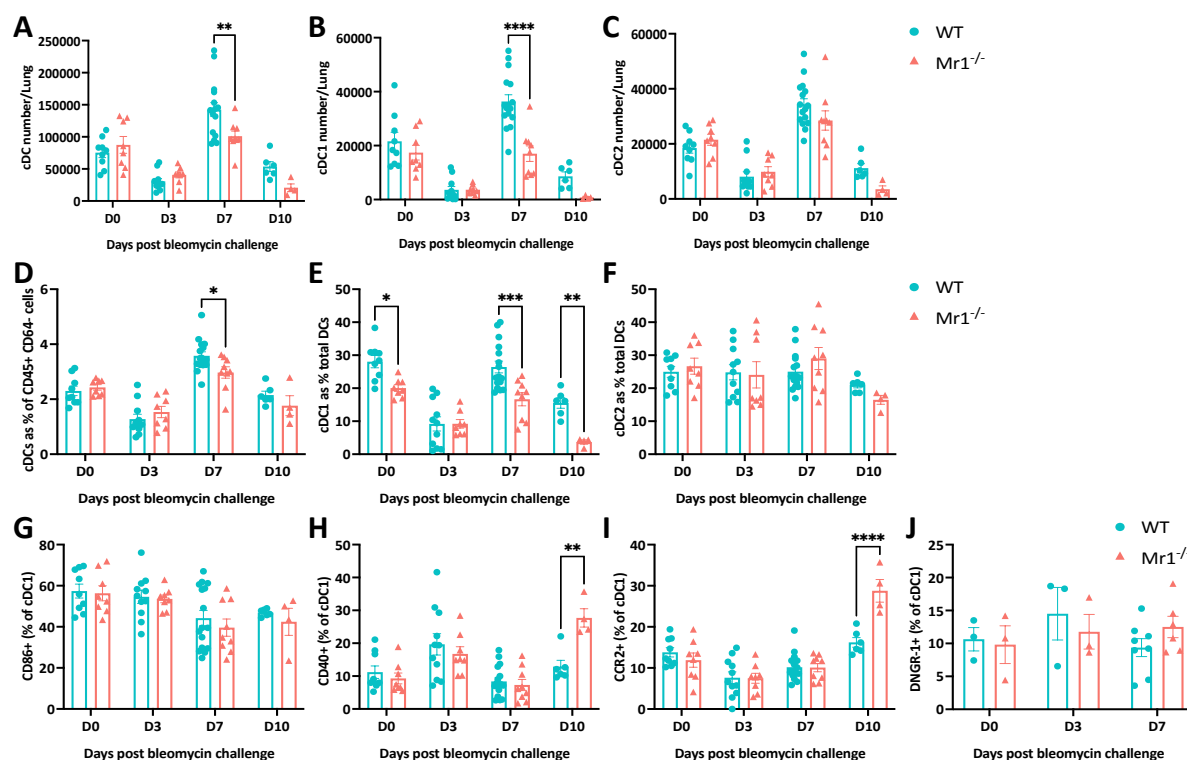 A
cDC number/Lung
250000
200000
150000
100000
50000
0
**
D0 D3 D7 D10
Days post bleomycin challenge
B
cDC1 number/Lung
60000
40000
20000
0
****
D0 D3 D7 D10
Days post bleomycin challenge
C
cDC2 number/Lung
60000
40000
20000
0
D0 D3 D7 D10
Days post bleomycin challenge
WT
Mr1-/-
D
cDCs as % of CD45+ CD64- cells
6
4
2
0
*
D0 D3 D7 D10
Days post bleomycin challenge
E
cDC1 as % total DCs
50
40
30
20
10
0
* *** **
D0 D3 D7 D10
Days post bleomycin challenge
F
cDC2 as % total DCs
50
40
30
20
10
0
D0 D3 D7 D10
Days post bleomycin challenge
WT
Mr1-/-
G
CD86+ (% of cDC1)
80
60
40
20
0
D0 D3 D7 D10
Days post bleomycin challenge
H
CD40+ (% of cDC1)
50
40
30
20
10
0
**
D0 D3 D7 D10
Days post bleomycin challenge
I
CCR2+ (% of cDC1)
40
30
20
10
0
****
D0 D3 D7 D10
Days post bleomycin challenge
J
DNGR-1+ (% of cDC1)
25
20
15
10
5
0
D0 D3 D7
Days post bleomycin challenge
WT
Mr1-/-